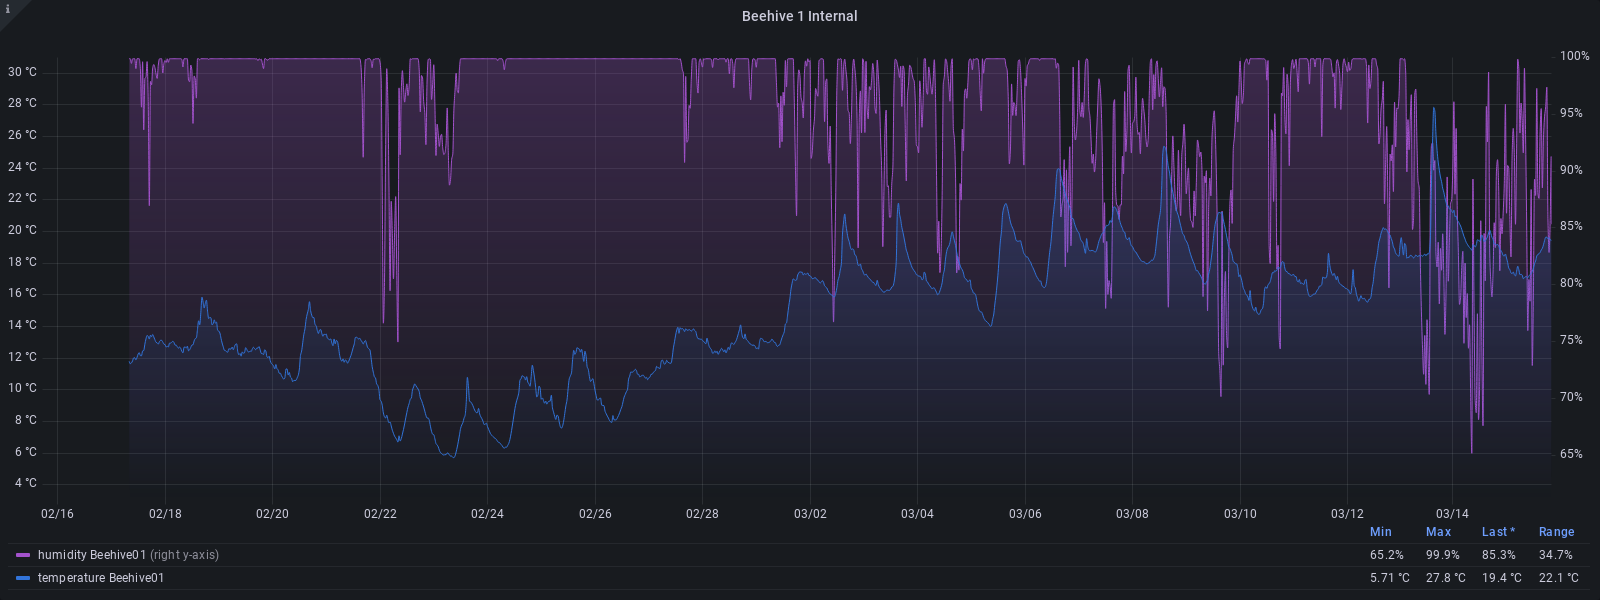 i
Beehive 1 Internal
30 °C
28 °C
26 °C
24 °C
22 °C
20 °C
18 °C
16 °C
14 °C
12 °C
10 °C
8 °C
6 °C
4 °C
100%
95%
90%
85%
80%
75%
70%
65%
02/16 02/18 02/20 02/22 02/24 02/26 02/28 03/02 03/04 03/06 03/08 03/10 03/12 03/14
Min Max Last * Range
humidity Beehive01 (right y-axis) 65.2% 99.9% 85.3% 34.7%
temperature Beehive01 5.71 °C 27.8 °C 19.4 °C 22.1 °C